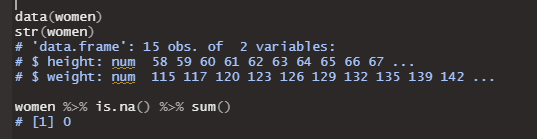 data(women)
str(women)
# 'data.frame': 15 obs. of  2 variables:
# $ height: num  58 59 60 61 62 63 64 65 66 67 ...
# $ weight: num  115 117 120 123 126 129 132 135 139 142 ...
women %>% is.na() %>% sum()
# [1] 0